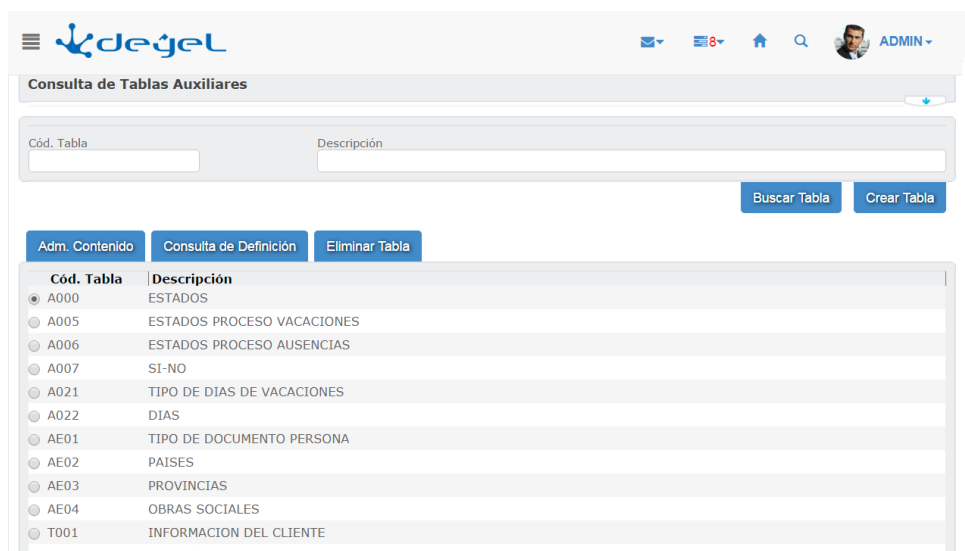 deyel
8
ADMIN
Consulta de Tablas Auxiliares
Cód. Tabla Descripción
Buscar Tabla Crear Tabla
Adm. Contenido Consulta de Definición Eliminar Tabla
Cód. Tabla Descripción
A000 ESTADOS
A005 ESTADOS PROCESO VACACIONES
A006 ESTADOS PROCESO AUSENCIAS
A007 SI-NO
A021 TIPO DE DIAS DE VACACIONES
A022 DIAS
AE01 TIPO DE DOCUMENTO PERSONA
AE02 PAISES
AE03 PROVINCIAS
AE04 OBRAS SOCIALES
T001 INFORMACION DEL CLIENTE